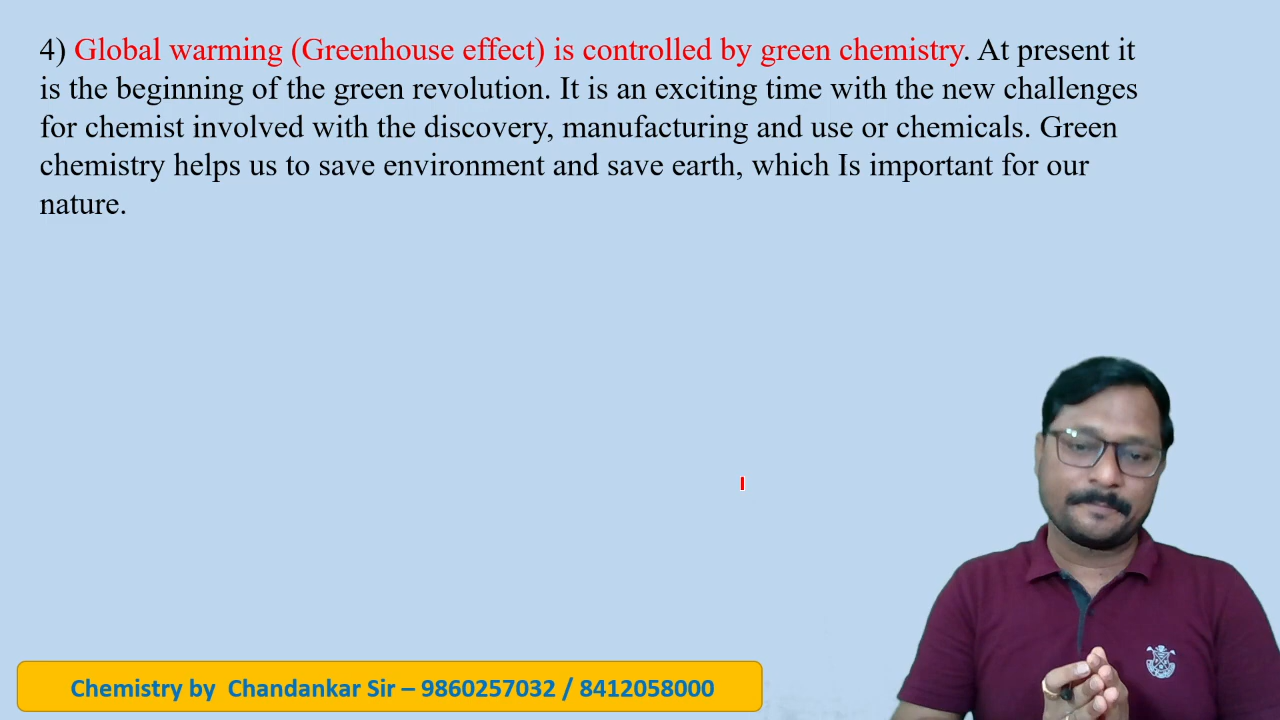 4) Global warming (Greenhouse effect) is controlled by green chemistry. At present it
is the beginning of the green revolution. It is an exciting time with the new challenges
for chemist involved with the discovery, manufacturing and use or chemicals. Green
chemistry helps us to save environment and save earth, which Is important for our
nature.
Chemistry by Chandankar Sir – 9860257032 / 8412058000